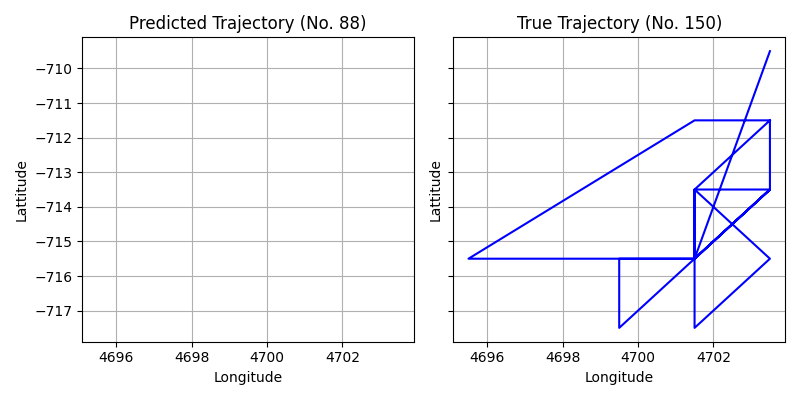 Predicted Trajectory (No. 88)
True Trajectory (No. 150)
Lattitude
−710
−711
−712
−713
−714
−715
−716
−717
4696
4698
4700
4702
Longitude
Lattitude
4696
4698
4700
4702
Longitude